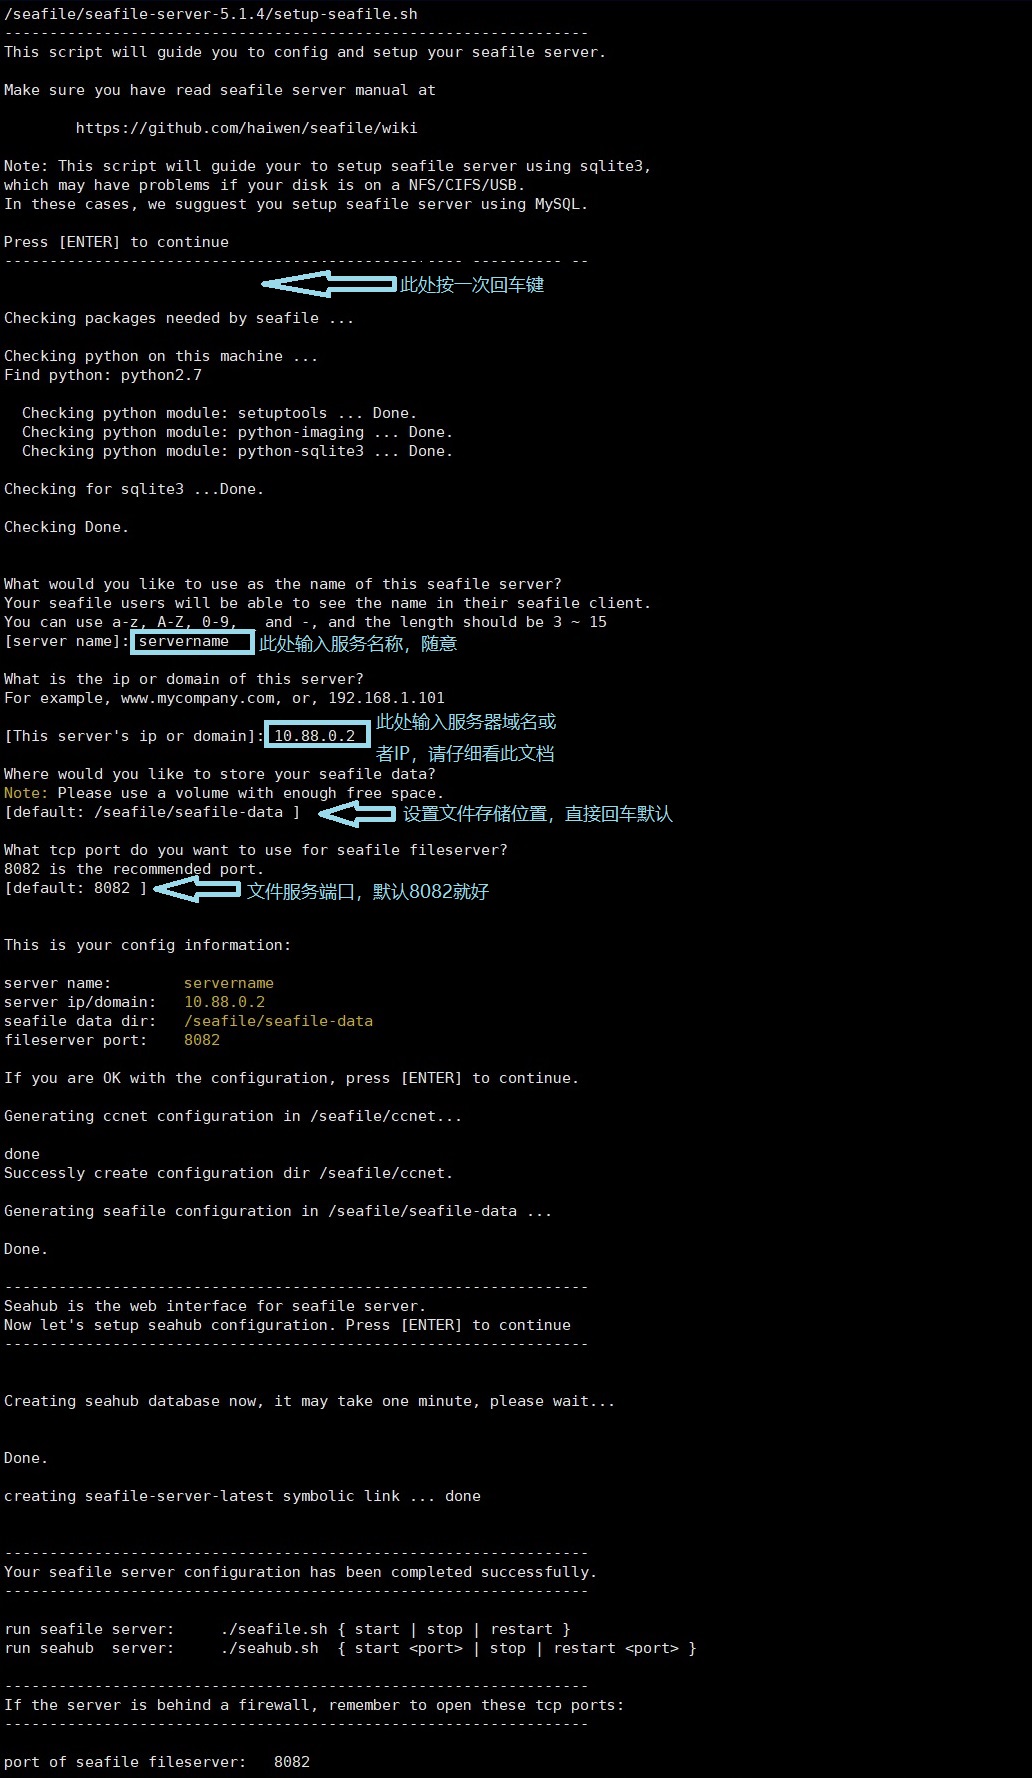 /seafile/seafile-server-5.1.4/setup-seafile.sh
-----------------------------------------------------------------
This script will guide you to config and setup your seafile server.
Make sure you have read seafile server manual at
https://github.com/haiwen/seafile/wiki
Note: This script will guide your to setup seafile server using sqlite3,
which may have problems if your disk is on a NFS/CIFS/USB.
In these cases, we sugguest you setup seafile server using MySQL.
Press [ENTER] to continue
---------------------------------------------- ---- ---------- --
此处按一次回车键
Checking packages needed by seafile ...
Checking python on this machine ...
Find python: python2.7
Checking python module: setuptools ... Done.
Checking python module: python-imaging ... Done.
Checking python module: python-sqlite3 ... Done.
Checking for sqlite3 ...Done.
Checking Done.
What would you like to use as the name of this seafile server?
Your seafile users will be able to see the name in their seafile client.
You can use a-z, A-Z, 0-9, _ and -, and the length should be 3 ~ 15
[server name]: servername 此处输入服务名称，随意
What is the ip or domain of this server?
For example, www.mycompany.com, or, 192.168.1.101
此处输入服务器域名或
[This server's ip or domain]: 10.88.0.2
者IP，请仔细看此文档
Where would you like to store your seafile data?
Note: Please use a volume with enough free space.
[default: /seafile/seafile-data ] 设置文件存储位置，直接回车默认
What tcp port do you want to use for seafile fileserver?
8082 is the recommended port.
[default: 8082 ] 文件服务端口，默认8082就好
This is your config information:
server name: servername
server ip/domain: 10.88.0.2
seafile data dir: /seafile/seafile-data
fileserver port: 8082
If you are OK with the configuration, press [ENTER] to continue.
Generating ccnet configuration in /seafile/ccnet...
done
Successly create configuration dir /seafile/ccnet.
Generating seafile configuration in /seafile/seafile-data ...
Done.
-----------------------------------------------------------------
Seahub is the web interface for seafile server.
Now let's setup seahub configuration. Press [ENTER] to continue
-----------------------------------------------------------------
Creating seahub database now, it may take one minute, please wait...
Done.
creating seafile-server-latest symbolic link ... done
-----------------------------------------------------------------
Your seafile server configuration has been completed successfully.
-----------------------------------------------------------------
run seafile server: ./seafile.sh { start | stop | restart }
run seahub server: ./seahub.sh { start <port> | stop | restart <port> }
-----------------------------------------------------------------
If the server is behind a firewall, remember to open these tcp ports:
-----------------------------------------------------------------
port of seafile fileserver: 8082